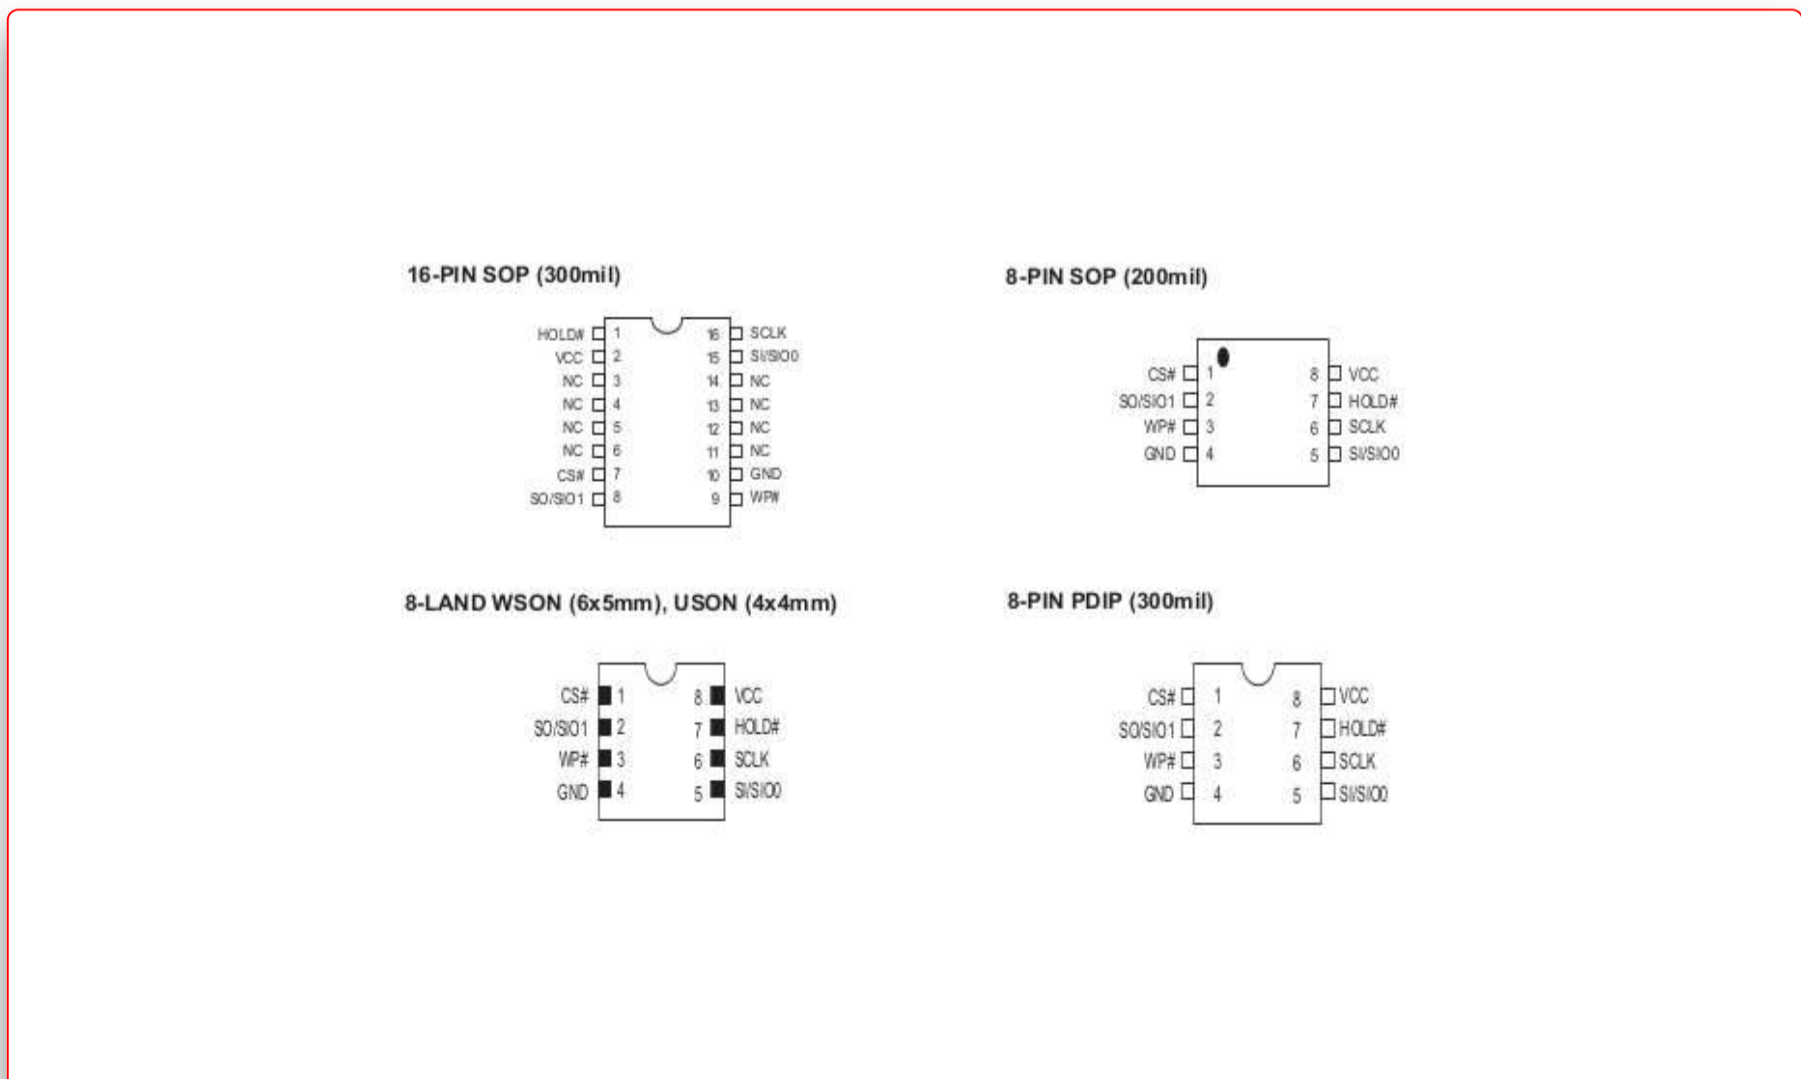 16-PIN SOP (300mil)
HOLD# 1 16 SCLK
VCC 2 15 SI/SIO0
NC 3 14 NC
NC 4 13 NC
NC 5 12 NC
NC 6 11 NC
CS# 7 10 GND
SO/SIO1 8 9 WP#
8-PIN SOP (200mil)
CS# 1 8 VCC
SO/SIO1 2 7 HOLD#
WP# 3 6 SCLK
GND 4 5 SI/SIO0
8-LAND WSON (6x5mm), USON (4x4mm)
CS# 1 8 VCC
SO/SIO1 2 7 HOLD#
WP# 3 6 SCLK
GND 4 5 SI/SIO0
8-PIN PDIP (300mil)
CS# 1 8 VCC
SO/SIO1 2 7 HOLD#
WP# 3 6 SCLK
GND 4 5 SI/SIO0